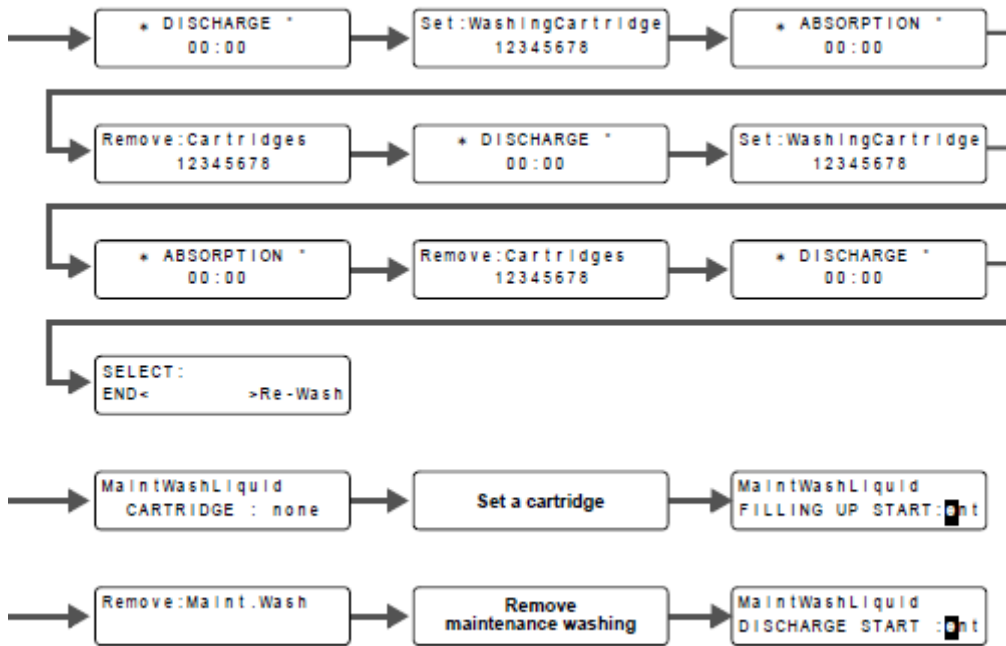 * DISCHARGE *
00:00
Set:WashingCartridge
12345678
* ABSORPTION *
00:00
Remove:Cartridges
12345678
* DISCHARGE *
00:00
Set:WashingCartridge
12345678
* ABSORPTION *
00:00
Remove:Cartridges
12345678
* DISCHARGE *
00:00
SELECT:
END< >Re-Wash
MaintWashLiquid
CARTRIDGE : none
Set a cartridge
MaintWashLiquid
FILLING UP START:ent
Remove:Maint.Wash
Remove
maintenance washing
MaintWashLiquid
DISCHARGE START :ent